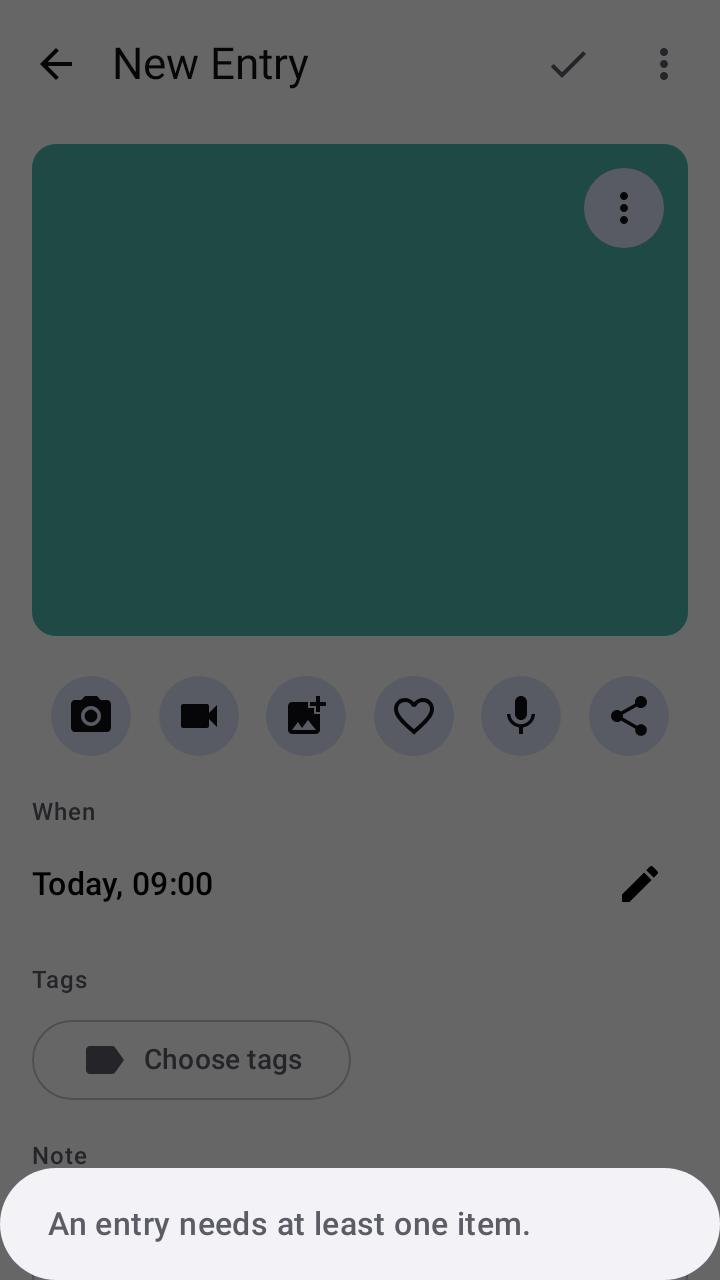 New Entry
When
Today, 09:00
Tags
Choose tags
Note
An entry needs at least one item.